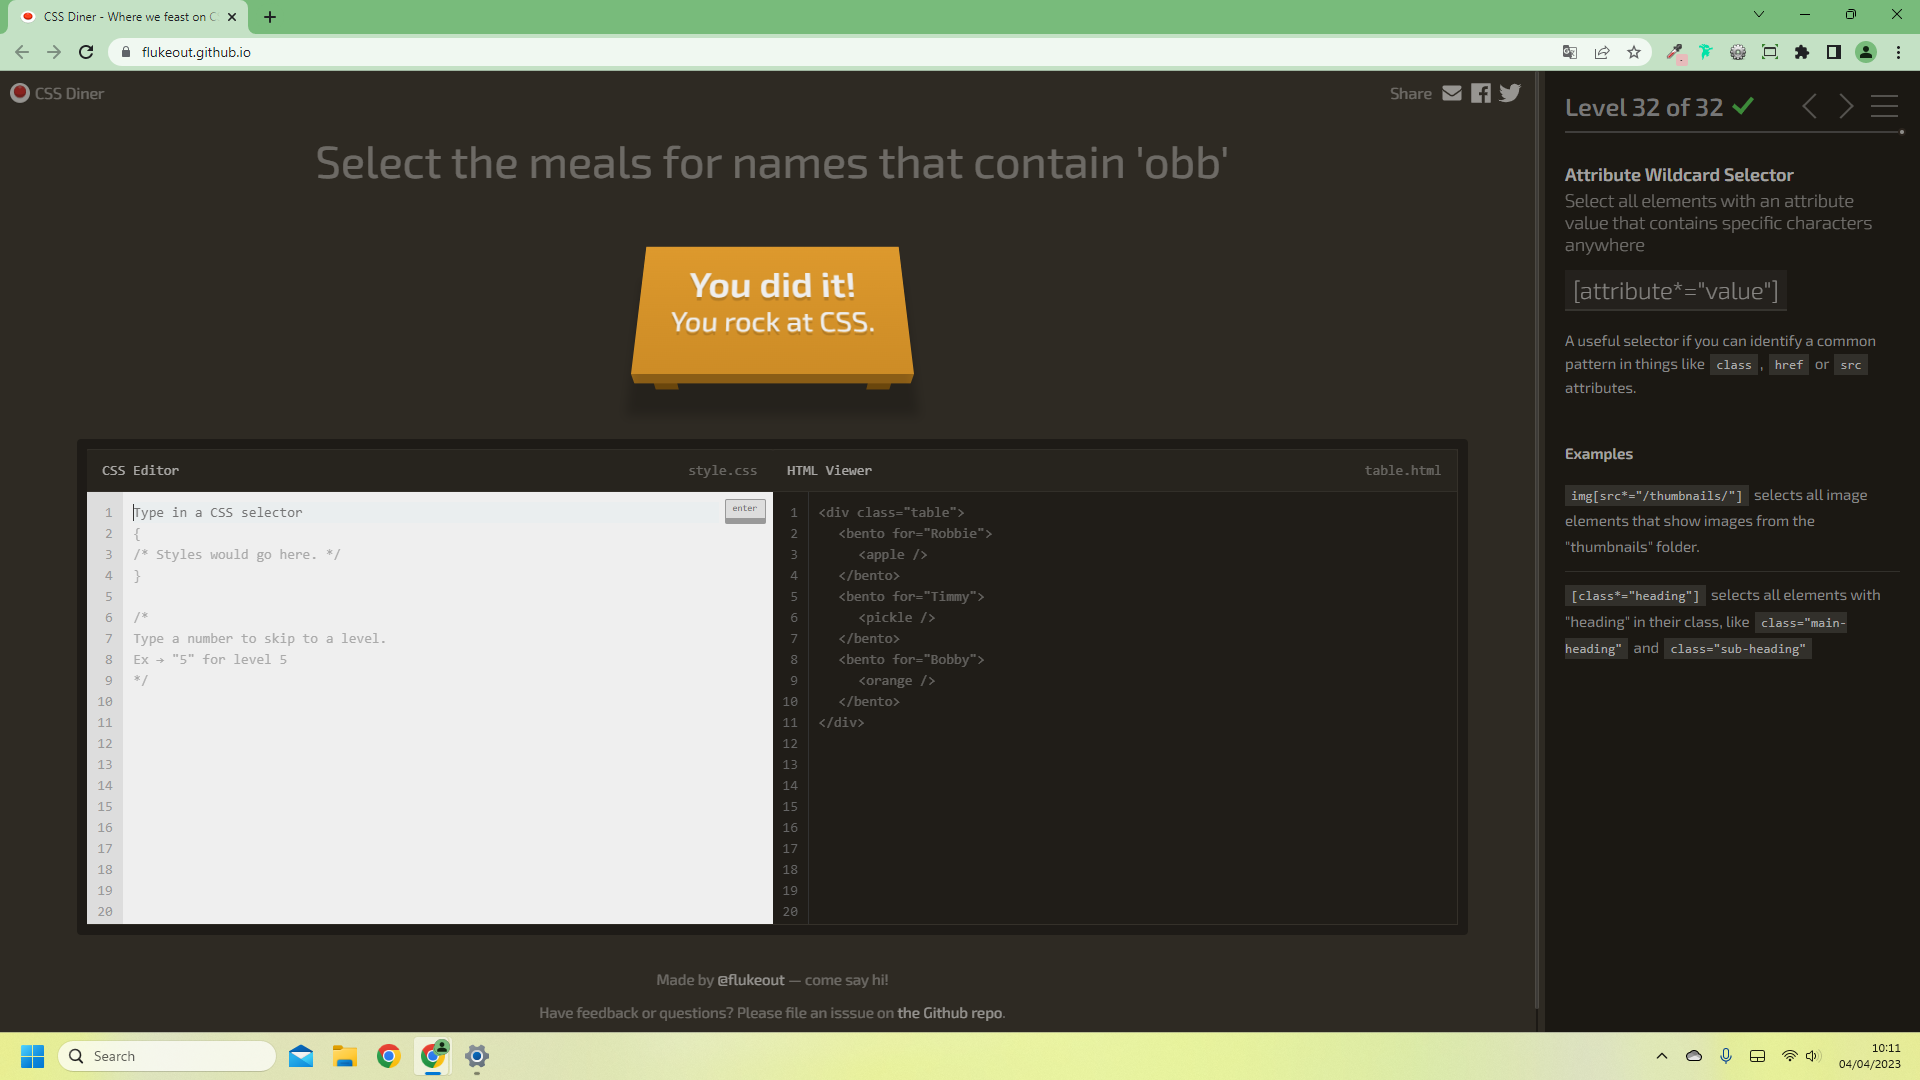 CSS Diner - Where we feast on C
flukeout.github.io
CSS Diner
Share
Select the meals for names that contain 'obb'
You did it!
You rock at CSS.
CSS Editor
style.css
1 Type in a CSS selector
enter
2 {
3 /* Styles would go here. */
4 }
5
6 /*
7 Type a number to skip to a level.
8 Ex → "5" for level 5
9 */
10
11
12
13
14
15
16
17
18
19
20
HTML Viewer
table.html
1 <div class="table">
2 <bento for="Robbie">
3 <apple />
4 </bento>
5 <bento for="Timmy">
6 <pickle />
7 </bento>
8 <bento for="Bobby">
9 <orange />
10 </bento>
11 </div>
12
13
14
15
16
17
18
19
20
Made by @flukeout — come say hi!
Have feedback or questions? Please file an isssue on the Github repo.
Level 32 of 32
Attribute Wildcard Selector
Select all elements with an attribute
value that contains specific characters
anywhere
[attribute*="value"]
A useful selector if you can identify a common
pattern in things like class , href or src
attributes.
Examples
img[src*="/thumbnails/"] selects all image
elements that show images from the
"thumbnails" folder.
[class*="heading"] selects all elements with
"heading" in their class, like class="main-
heading" and class="sub-heading"
Search
10:11
04/04/2023